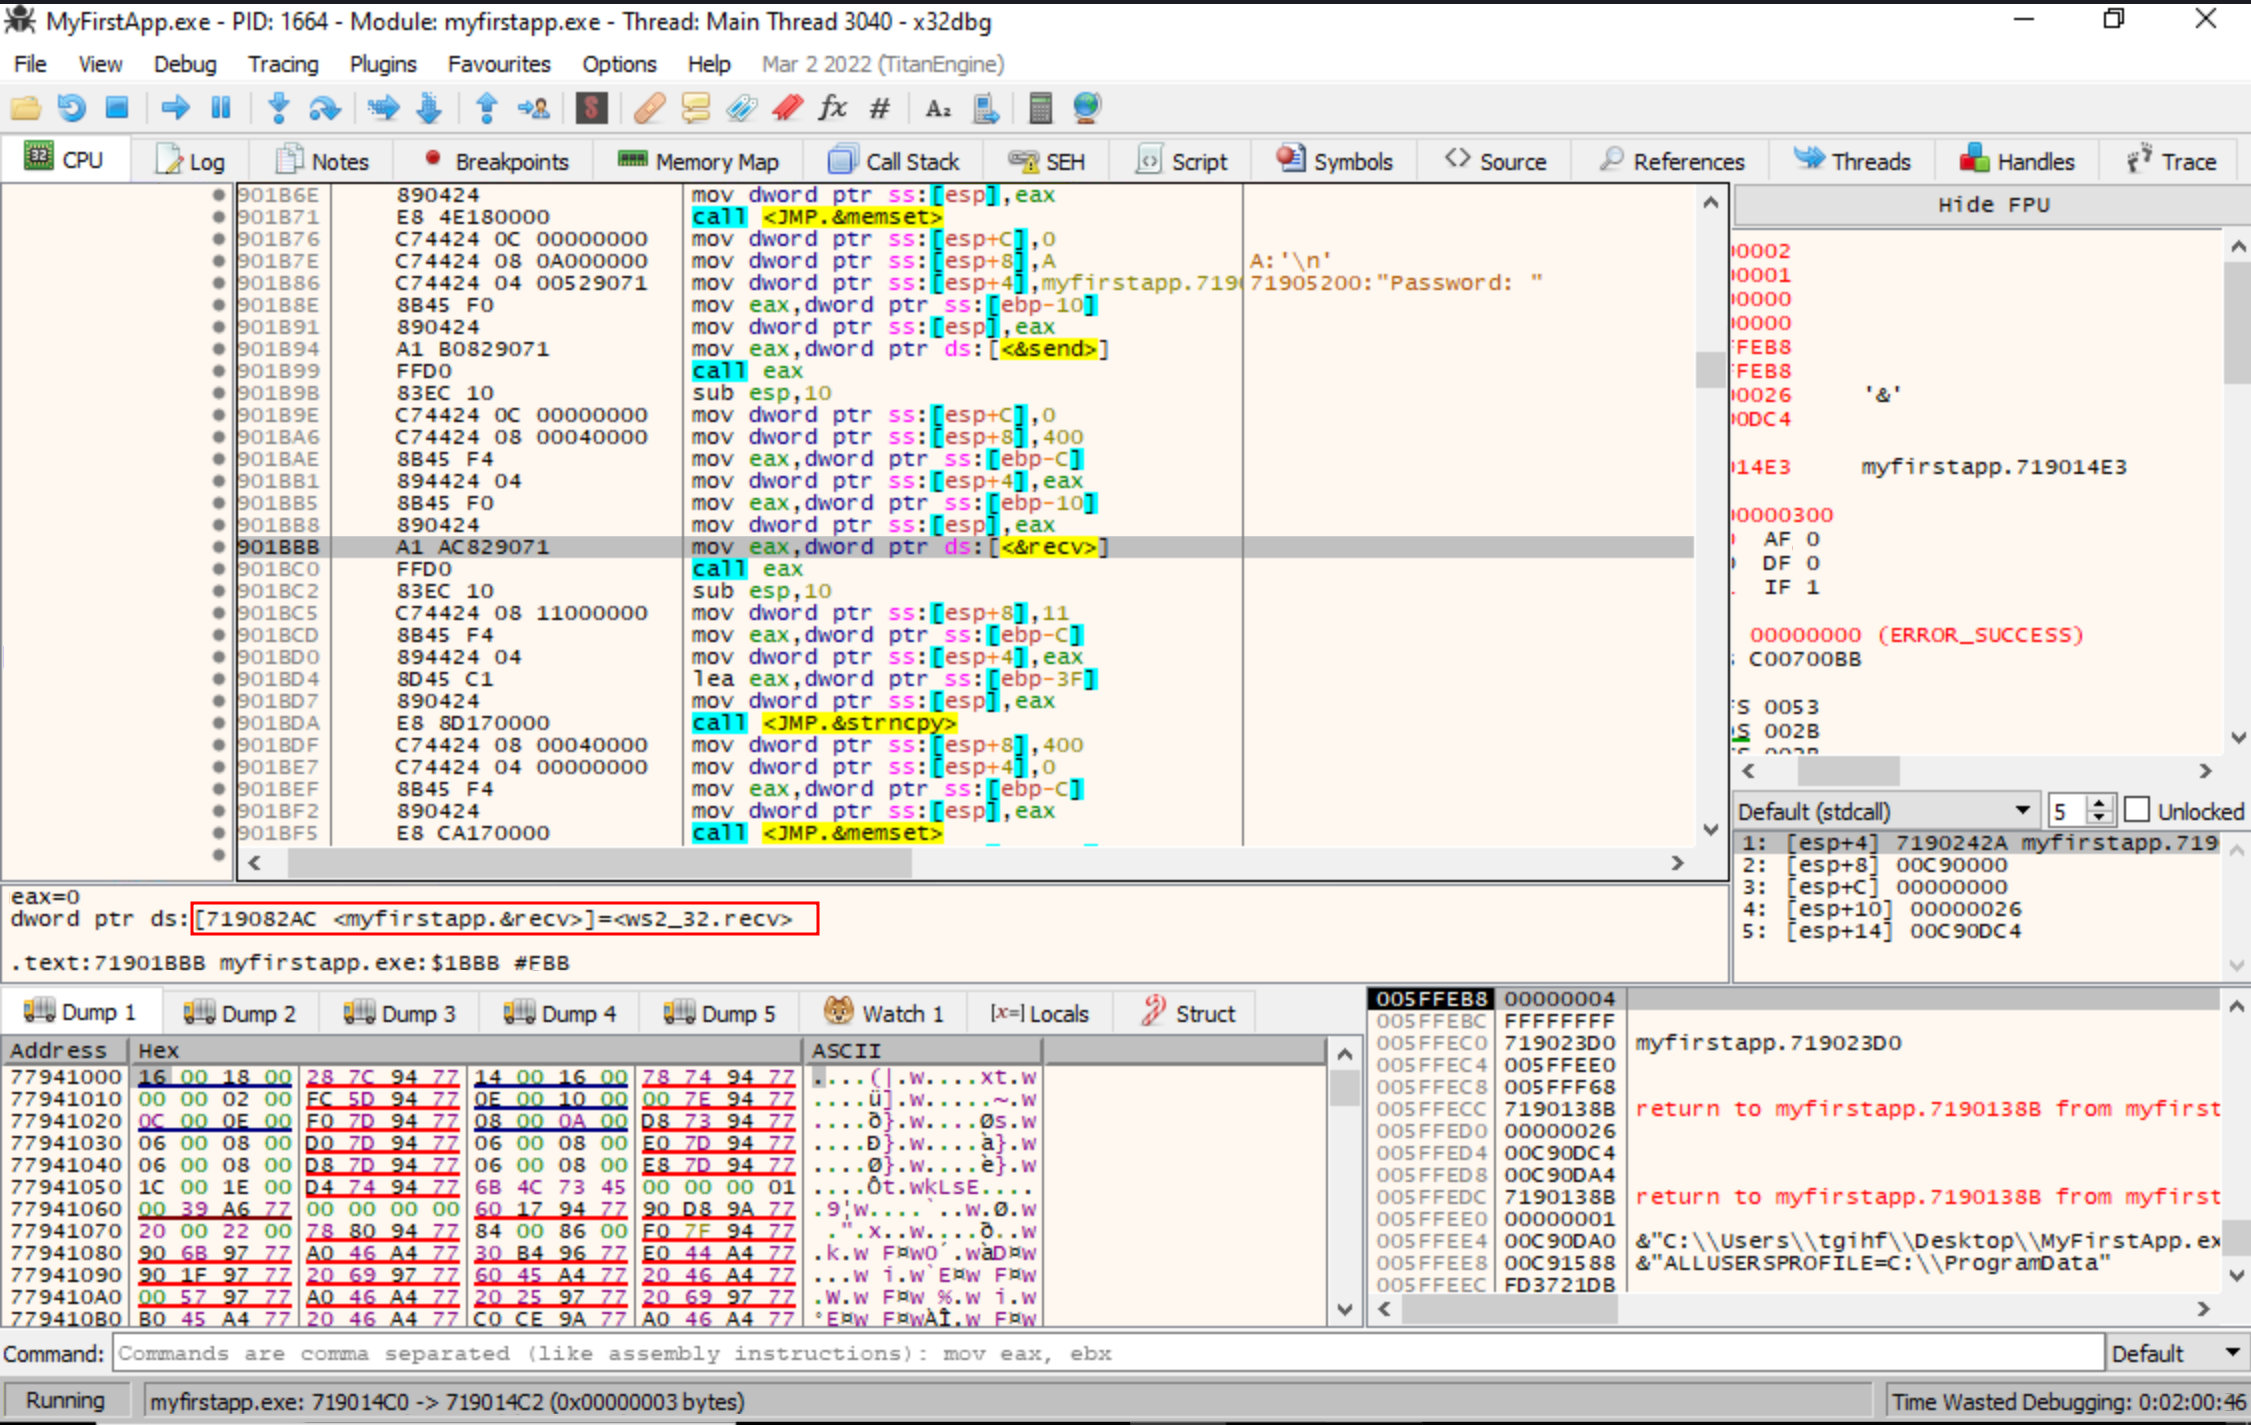 MyFirstApp.exe - PID: 1664 - Module: myfirstapp.exe - Thread: Main Thread 3040 - x32dbg
File View Debug Tracing Plugins Favourites Options Help Mar 2 2022 (TitanEngine)
CPU Log Notes Breakpoints Memory Map Call Stack SEH Script Symbols Source References Threads Handles Trace
901B6E 890424 mov dword ptr ss:[esp],eax
901B71 E8 4E180000 call <JMP.&memset>
901B76 C74424 0C 00000000 mov dword ptr ss:[esp+C],0
901B7E C74424 08 0A000000 mov dword ptr ss:[esp+8],A A:'\n'
901B86 C74424 04 00529071 mov dword ptr ss:[esp+4],myfirstapp.719 71905200:"Password: "
901B8E 8B45 F0 mov eax,dword ptr ss:[ebp-10]
901B91 890424 mov dword ptr ss:[esp],eax
901B94 A1 B0829071 mov eax,dword ptr ds:[<&send>]
901B99 FFD0 call eax
901B9B 83EC 10 sub esp,10
901B9E C74424 0C 00000000 mov dword ptr ss:[esp+C],0
901BA6 C74424 08 00040000 mov dword ptr ss:[esp+8],400
901BAE 8B45 F4 mov eax,dword ptr ss:[ebp-C]
901BB1 894424 04 mov dword ptr ss:[esp+4],eax
901BB5 8B45 F0 mov eax,dword ptr ss:[ebp-10]
901BB8 890424 mov dword ptr ss:[esp],eax
901BBB A1 AC829071 mov eax,dword ptr ds:[<&recv>]
901BC0 FFD0 call eax
901BC2 83EC 10 sub esp,10
901BC5 C74424 08 11000000 mov dword ptr ss:[esp+8],11
901BCD 8B45 F4 mov eax,dword ptr ss:[ebp-C]
901BD0 894424 04 mov dword ptr ss:[esp+4],eax
901BD4 8D45 C1 lea eax,dword ptr ss:[ebp-3F]
901BD7 890424 mov dword ptr ss:[esp],eax
901BDA E8 8D170000 call <JMP.&strncpy>
901BDF C74424 08 00040000 mov dword ptr ss:[esp+8],400
901BE7 C74424 04 00000000 mov dword ptr ss:[esp+4],0
901BEF 8B45 F4 mov eax,dword ptr ss:[ebp-C]
901BF2 890424 mov dword ptr ss:[esp],eax
901BF5 E8 CA170000 call <JMP.&memset>
Hide FPU
00002
00001
00000
00000
FFEB8
FFEB8
00026 '&'
0DC4
14E3 myfirstapp.719014E3
00000300
AF 0
DF 0
IF 1
00000000 (ERROR_SUCCESS)
C00700BB
S 0053
S 002B
Default (stdcall) 5 Unlocked
1: [esp+4] 7190242A myfirstapp.719
2: [esp+8] 00C90000
3: [esp+C] 00000000
4: [esp+10] 00000026
5: [esp+14] 00C90DC4
eax=0
dword ptr ds:[719082AC <myfirstapp.&recv>]=<ws2_32.recv>
.text:71901BBB myfirstapp.exe:$1BBB #FBB
Dump 1 Dump 2 Dump 3 Dump 4 Dump 5 Watch 1 [x=] Locals Struct
Address Hex ASCII
77941000 16 00 18 00 28 7C 94 77 14 00 16 00 78 74 94 77 ....(|.w....xt.w
77941010 00 00 02 00 FC 5D 94 77 0E 00 10 00 00 7E 94 77 ....ü].w.....~.w
77941020 0C 00 0E 00 F0 7D 94 77 08 00 0A 00 D8 73 94 77 ....ð}.w....Øs.w
77941030 06 00 08 00 D0 7D 94 77 06 00 08 00 E0 7D 94 77 ....Ð}.w....à}.w
77941040 06 00 08 00 D8 7D 94 77 06 00 08 00 E8 7D 94 77 ....Ø}.w....è}.w
77941050 1C 00 1E 00 D4 74 94 77 6B 4C 73 45 00 00 00 01 ....Ôt.wkLsE....
77941060 00 39 A6 77 00 00 00 00 60 17 94 77 90 D8 9A 77 .9¦w....`..w.Ø.w
77941070 20 00 22 00 78 80 94 77 84 00 86 00 F0 7F 94 77 .".x..w....ð..w
77941080 90 6B 97 77 A0 46 A4 77 30 B4 96 77 E0 44 A4 77 .k.w F¤w0´.wàD¤w
77941090 90 1F 97 77 20 69 97 77 60 45 A4 77 20 46 A4 77 ...w i.w`E¤w F¤w
779410A0 00 57 97 77 A0 46 A4 77 20 25 97 77 20 69 97 77 .W.w F¤w %.w i.w
779410B0 B0 45 A4 77 20 46 A4 77 C0 CE 9A 77 A0 46 A4 77 °E¤w F¤wÀÎ.w F¤w
005FFEB8 00000004
005FFEBC FFFFFFFF
005FFEC0 719023D0 myfirstapp.719023D0
005FFEC4 005FFEE0
005FFEC8 005FFF68
005FFECC 7190138B return to myfirstapp.7190138B from myfirst
005FFED0 00000026
005FFED4 00C90DC4
005FFED8 00C90DA4
005FFEDC 7190138B return to myfirstapp.7190138B from myfirst
005FFEE0 00000001
005FFEE4 00C90DA0 &"C:\\Users\\tgihf\\Desktop\\MyFirstApp.ex
005FFEE8 00C91588 &"ALLUSERSPROFILE=C:\\ProgramData"
005FFEEC FD3721DB
Command: Commands are comma separated (like assembly instructions): mov eax, ebx Default
Running myfirstapp.exe: 719014C0 -> 719014C2 (0x00000003 bytes) Time Wasted Debugging: 0:02:00:46